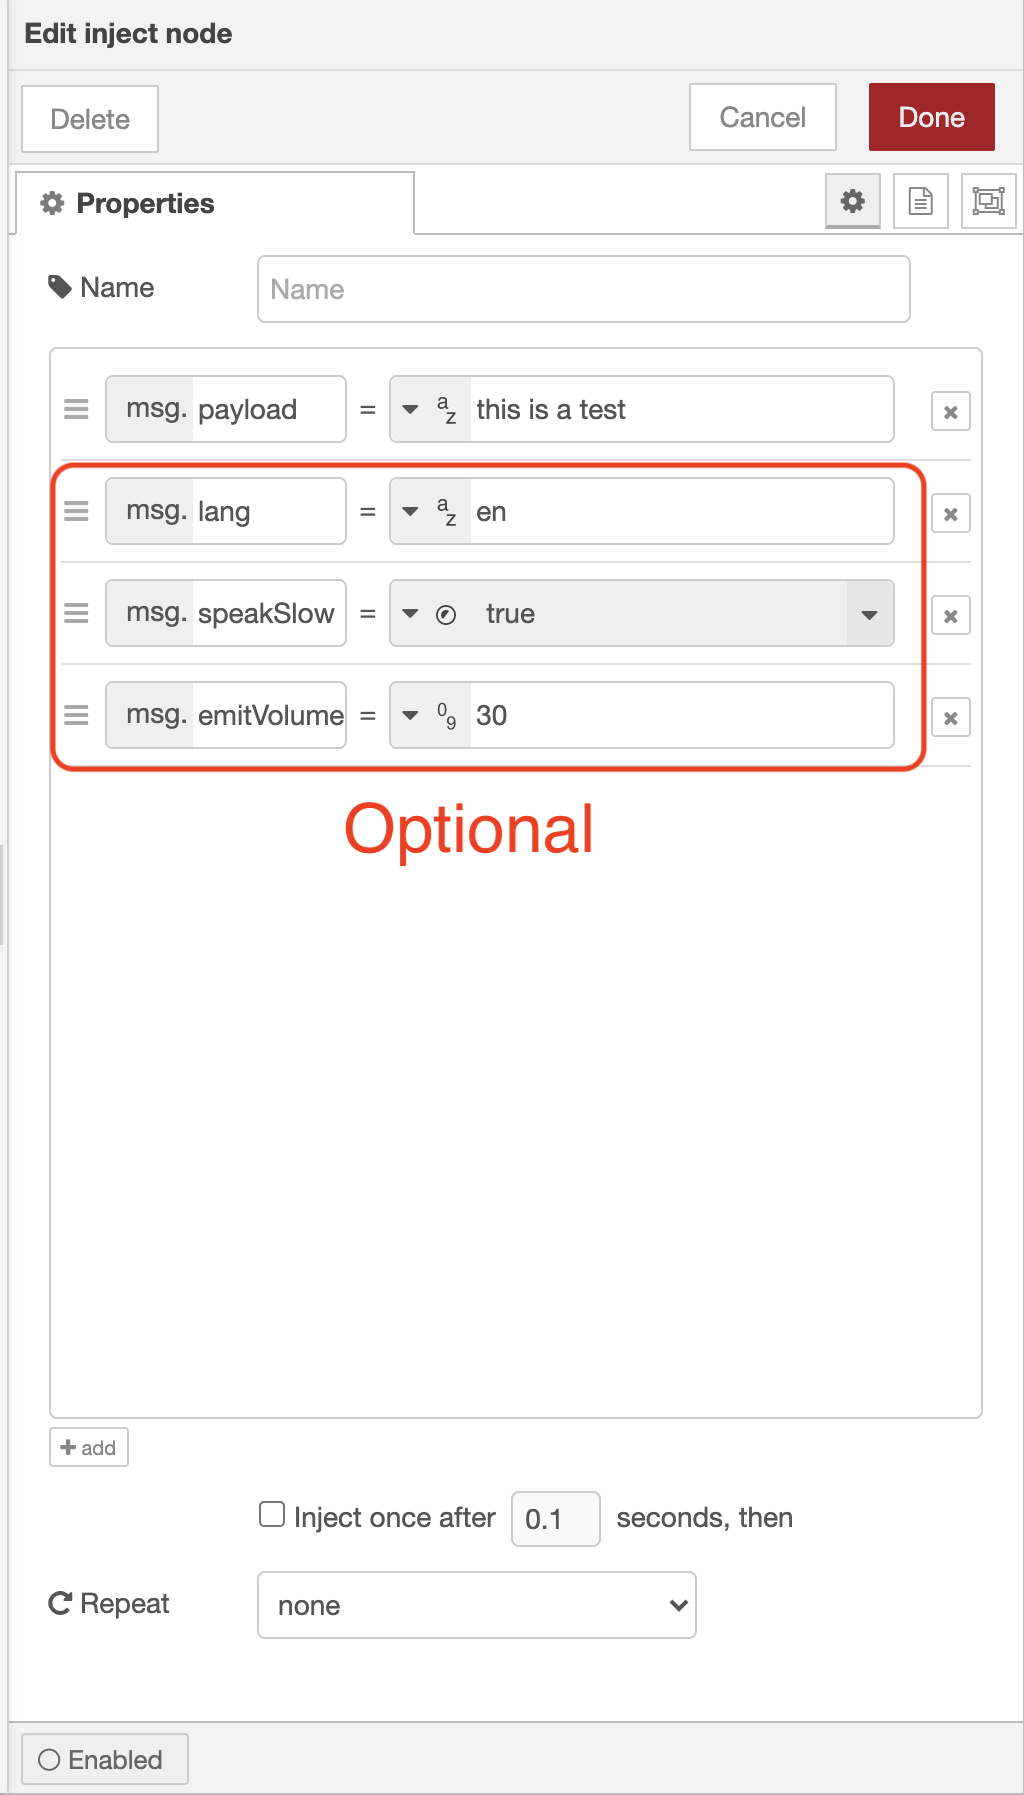 Edit inject node
Delete Cancel Done
Properties
Name Name
msg. payload = a z this is a test
msg. lang = a z en
msg. speakSlow = true
msg. emitVolume = 0 9 30
Optional
add
Inject once after 0.1 seconds, then
Repeat none
Enabled